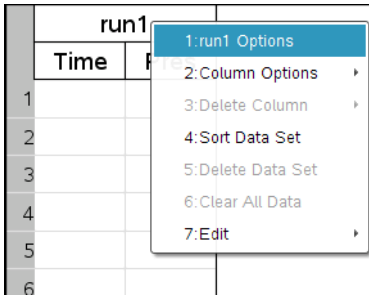 run1
Time
1:run1 Options
2:Column Options
3:Delete Column
4:Sort Data Set
5:Delete Data Set
6:Clear All Data
7:Edit
1
2
3
4
5
6